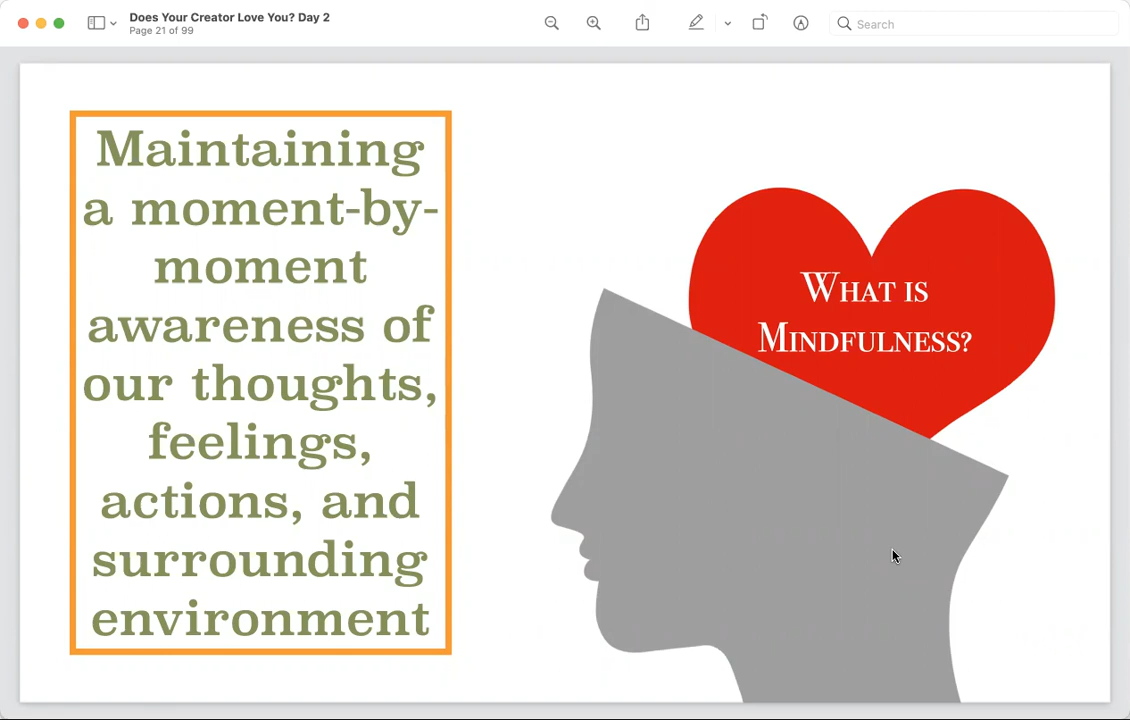 Does Your Creator Love You? Day 2
Page 21 of 99
Search
Maintaining
a moment-by-
moment
awareness of
our thoughts,
feelings,
actions, and
surrounding
environment
What is
Mindfulness?